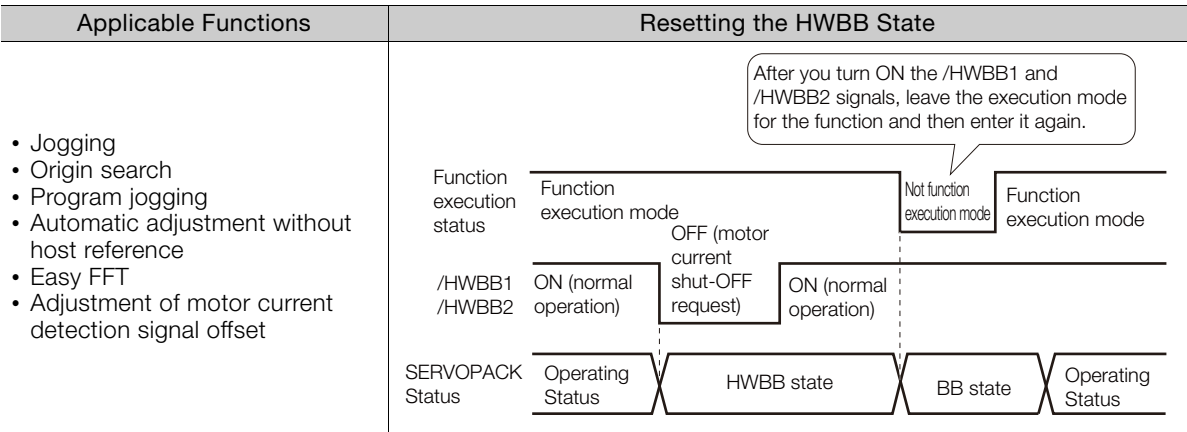 Applicable Functions
Resetting the HWBB State
• Jogging
• Origin search
• Program jogging
• Automatic adjustment without
host reference
• Easy FFT
• Adjustment of motor current
detection signal offset
After you turn ON the /HWBB1 and
/HWBB2 signals, leave the execution mode
for the function and then enter it again.
Function
execution
status
Function
execution mode
Not function
execution mode
Function
execution mode
/HWBB1
/HWBB2
ON (normal
operation)
OFF (motor
current
shut-OFF
request)
ON (normal
operation)
SERVOPACK
Status
Operating
Status
HWBB state
BB state
Operating
Status